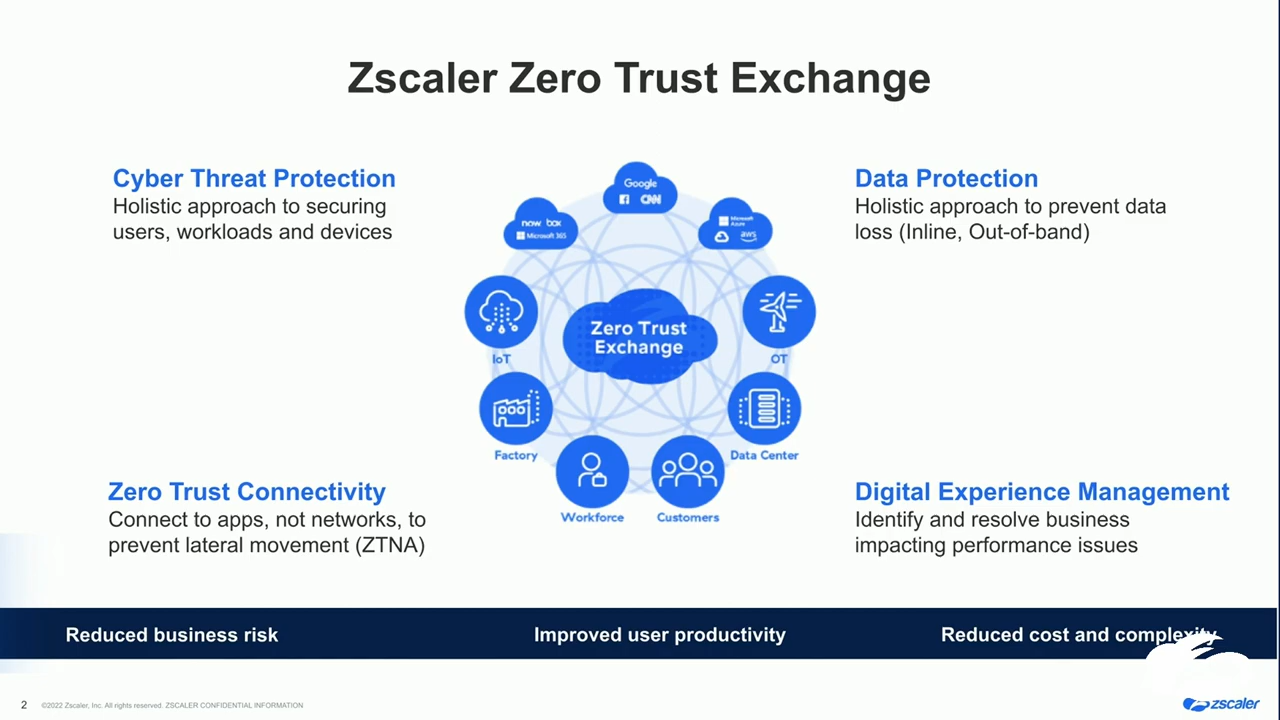 Zscaler Zero Trust Exchange
Cyber Threat Protection
Holistic approach to securing
users, workloads and devices
Data Protection
Holistic approach to prevent data
loss (Inline, Out-of-band)
Google
CNN
now box
Microsoft 365
Microsoft
Azure
aws
Zero Trust
Exchange
IoT
OT
Factory
Data Center
Workforce
Customers
Zero Trust Connectivity
Connect to apps, not networks, to
prevent lateral movement (ZTNA)
Digital Experience Management
Identify and resolve business
impacting performance issues
Reduced business risk
Improved user productivity
Reduced cost and complexity
2
©2022 Zscaler, Inc. All rights reserved. ZSCALER CONFIDENTIAL INFORMATION
zscaler